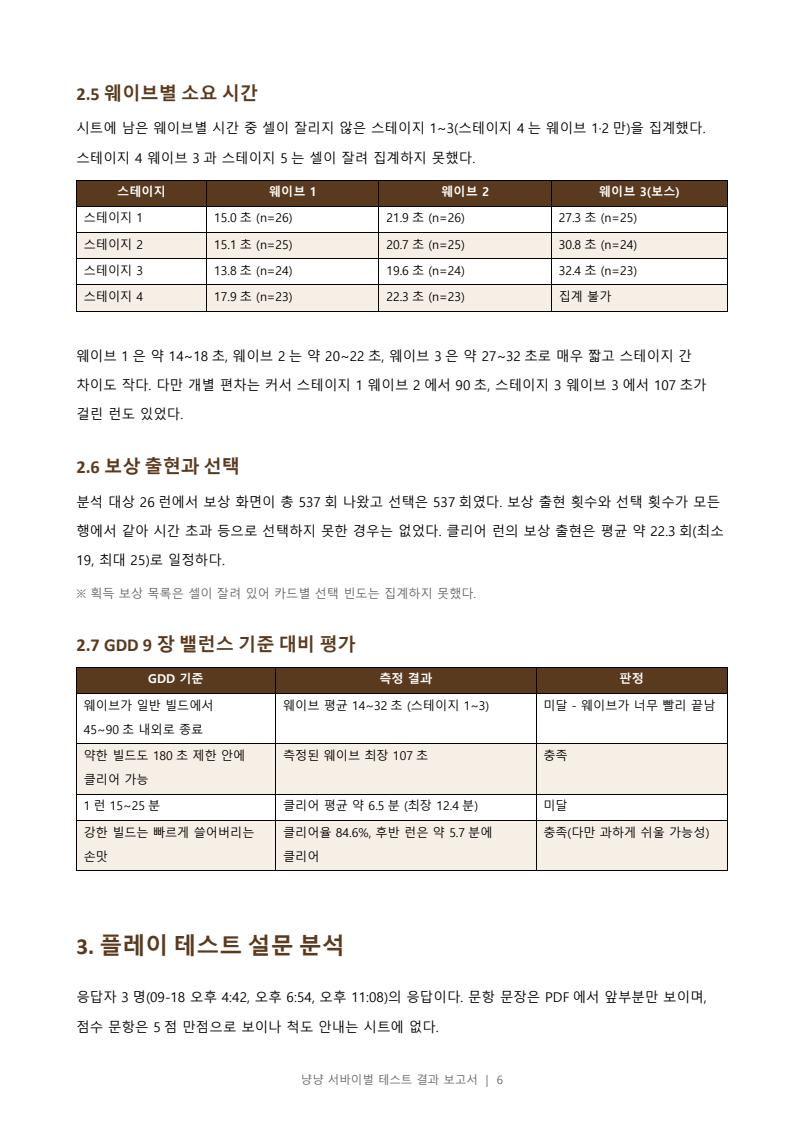 2.5 웨이브별 소요 시간
시트에 남은 웨이브별 시간 중 셀이 잘리지 않은 스테이지 1~3(스테이지 4 는 웨이브 1·2 만)을 집계했다.
스테이지 4 웨이브 3 과 스테이지 5 는 셀이 잘려 집계하지 못했다.
스테이지 웨이브 1 웨이브 2 웨이브 3(보스)
스테이지 1 15.0 초 (n=26) 21.9 초 (n=26) 27.3 초 (n=25)
스테이지 2 15.1 초 (n=25) 20.7 초 (n=25) 30.8 초 (n=24)
스테이지 3 13.8 초 (n=24) 19.6 초 (n=24) 32.4 초 (n=23)
스테이지 4 17.9 초 (n=23) 22.3 초 (n=23) 집계 불가
웨이브 1 은 약 14~18 초, 웨이브 2 는 약 20~22 초, 웨이브 3 은 약 27~32 초로 매우 짧고 스테이지 간
차이도 작다. 다만 개별 편차는 커서 스테이지 1 웨이브 2 에서 90 초, 스테이지 3 웨이브 3 에서 107 초가
걸린 런도 있었다.
2.6 보상 출현과 선택
분석 대상 26 런에서 보상 화면이 총 537 회 나왔고 선택은 537 회였다. 보상 출현 횟수와 선택 횟수가 모든
행에서 같아 시간 초과 등으로 선택하지 못한 경우는 없었다. 클리어 런의 보상 출현은 평균 약 22.3 회(최소
19, 최대 25)로 일정하다.
※ 획득 보상 목록은 셀이 잘려 있어 카드별 선택 빈도는 집계하지 못했다.
2.7 GDD 9 장 밸런스 기준 대비 평가
GDD 기준 측정 결과 판정
웨이브가 일반 빌드에서 웨이브 평균 14~32 초 (스테이지 1~3) 미달 - 웨이브가 너무 빨리 끝남
45~90 초 내외로 종료
약한 빌드도 180 초 제한 안에 측정된 웨이브 최장 107 초 충족
클리어 가능
1 런 15~25 분 클리어 평균 약 6.5 분 (최장 12.4 분) 미달
강한 빌드는 빠르게 쓸어버리는 클리어율 84.6%, 후반 런은 약 5.7 분에 충족(다만 과하게 쉬울 가능성)
손맛 클리어
3. 플레이 테스트 설문 분석
응답자 3 명(09-18 오후 4:42, 오후 6:54, 오후 11:08)의 응답이다. 문항 문장은 PDF 에서 앞부분만 보이며,
점수 문항은 5 점 만점으로 보이나 척도 안내는 시트에 없다.
냥냥 서바이벌 테스트 결과 보고서 | 6